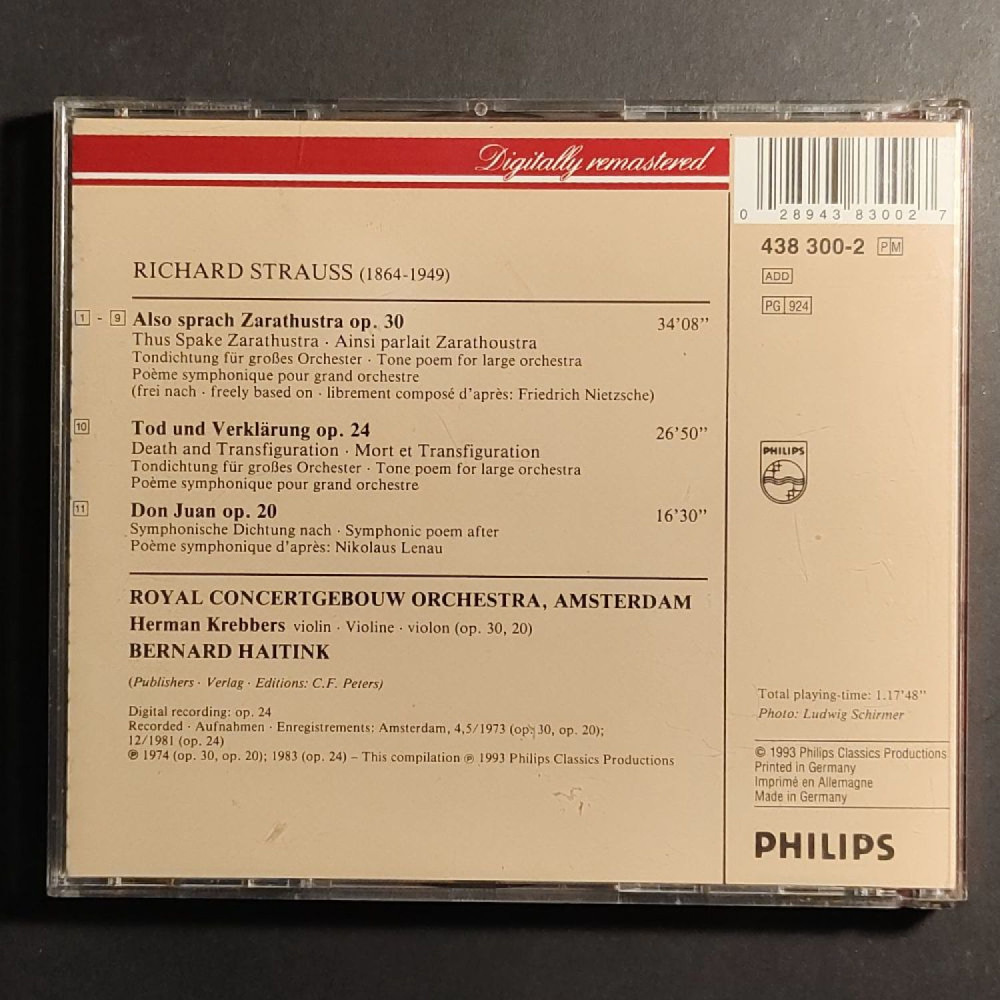 Digitally remastered
0 28943 83002 7
438 300-2 PM
ADD
PG 924
RICHARD STRAUSS (1864-1949)
1 - 9 Also sprach Zarathustra op. 30 34’08”
Thus Spake Zarathustra · Ainsi parlait Zarathoustra
Tondichtung für großes Orchester · Tone poem for large orchestra
Poème symphonique pour grand orchestre
(frei nach · freely based on · librement composé d’après: Friedrich Nietzsche)
10 Tod und Verklärung op. 24 26’50”
Death and Transfiguration · Mort et Transfiguration
Tondichtung für großes Orchester · Tone poem for large orchestra
Poème symphonique pour grand orchestre
11 Don Juan op. 20 16’30”
Symphonische Dichtung nach · Symphonic poem after
Poème symphonique d’après: Nikolaus Lenau
ROYAL CONCERTGEBOUW ORCHESTRA, AMSTERDAM
Herman Krebbers violin · Violine · violon (op. 30, 20)
BERNARD HAITINK
(Publishers · Verlag · Editions: C.F. Peters)
Digital recording: op. 24
Recorded · Aufnahmen · Enregistrements: Amsterdam, 4,5/1973 (op. 30, op. 20);
12/1981 (op. 24)
℗ 1974 (op. 30, op. 20); 1983 (op. 24) – This compilation ℗ 1993 Philips Classics Productions
PHILIPS
Total playing-time: 1.17’48”
Photo: Ludwig Schirmer
© 1993 Philips Classics Productions
Printed in Germany
Imprimé en Allemagne
Made in Germany
PHILIPS